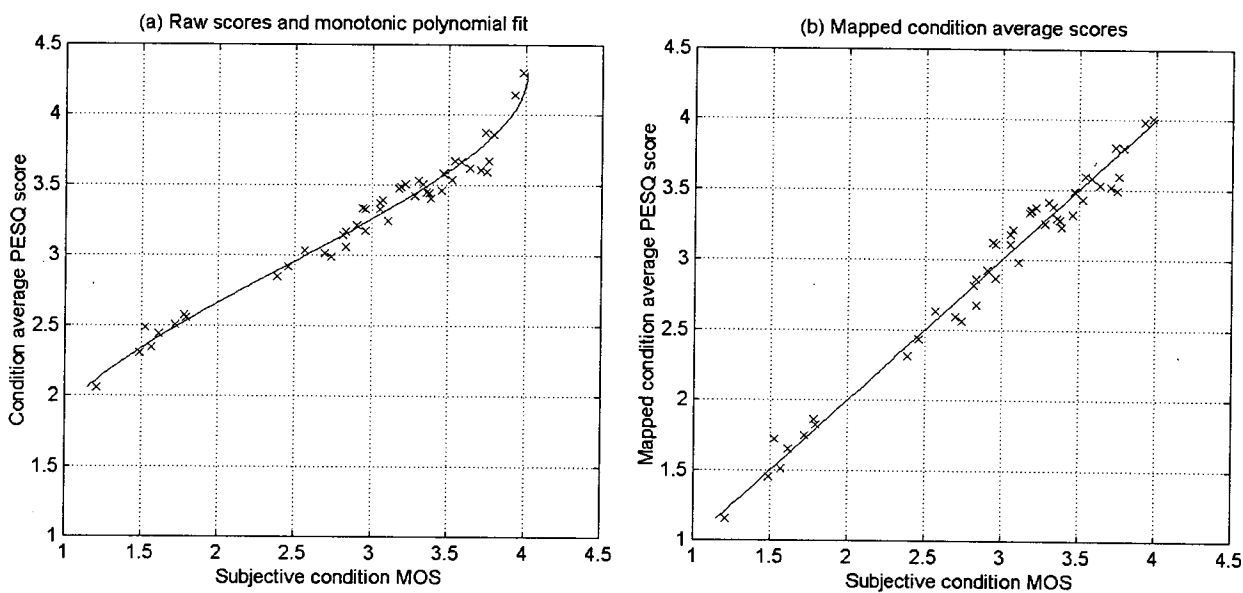 (a) Raw scores and monotonic polynomial fit
4.5
4
3.5
3
2.5
2
1.5
1
Condition average PESQ score
1 1.5 2 2.5 3 3.5 4 4.5
Subjective condition MOS
(b) Mapped condition average scores
4.5
4
3.5
3
2.5
2
1.5
1
Mapped condition average PESQ score
1 1.5 2 2.5 3 3.5 4 4.5
Subjective condition MOS